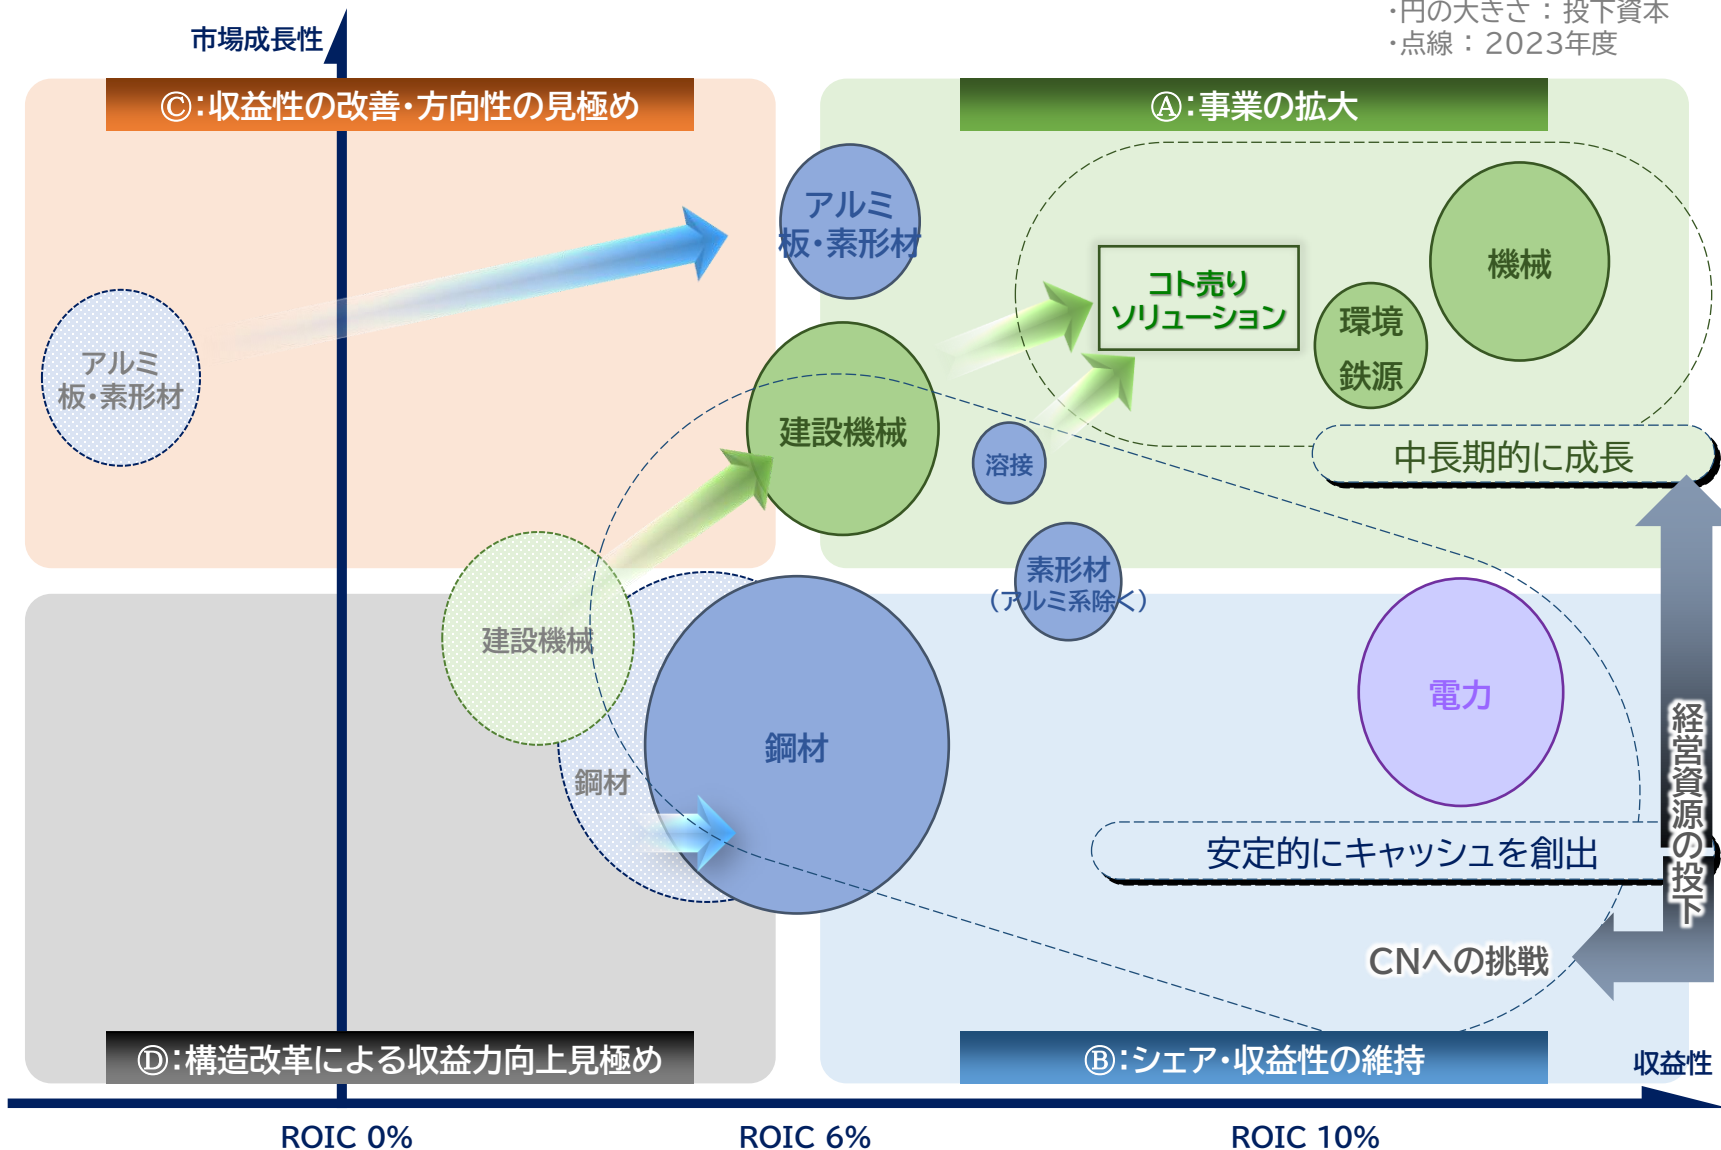 ・円の大きさ：投下資本
・点線：2023年度
市場成長性
Ⓒ：収益性の改善・方向性の見極め
Ⓐ：事業の拡大
アルミ
板・素形材
機械
コト売り
ソリューション
環境
鉄源
アルミ
板・素形材
建設機械
溶接
中長期的に成長
素形材
（アルミ系除く）
建設機械
電力
鋼材
鋼材
経営資源の投下
安定的にキャッシュを創出
CNへの挑戦
Ⓓ：構造改革による収益力向上見極め
Ⓑ：シェア・収益性の維持
収益性
ROIC 0%
ROIC 6%
ROIC 10%